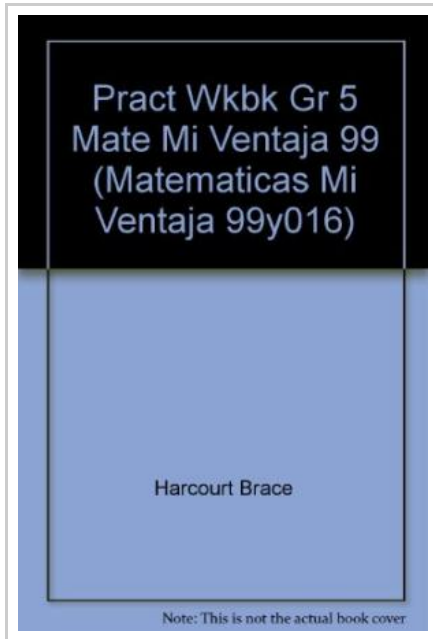 Pract Wkbk Gr 5
Mate Mi Ventaja 99
(Matematicas Mi
Ventaja 99y016)
Harcourt Brace
Note: This is not the actual book cover